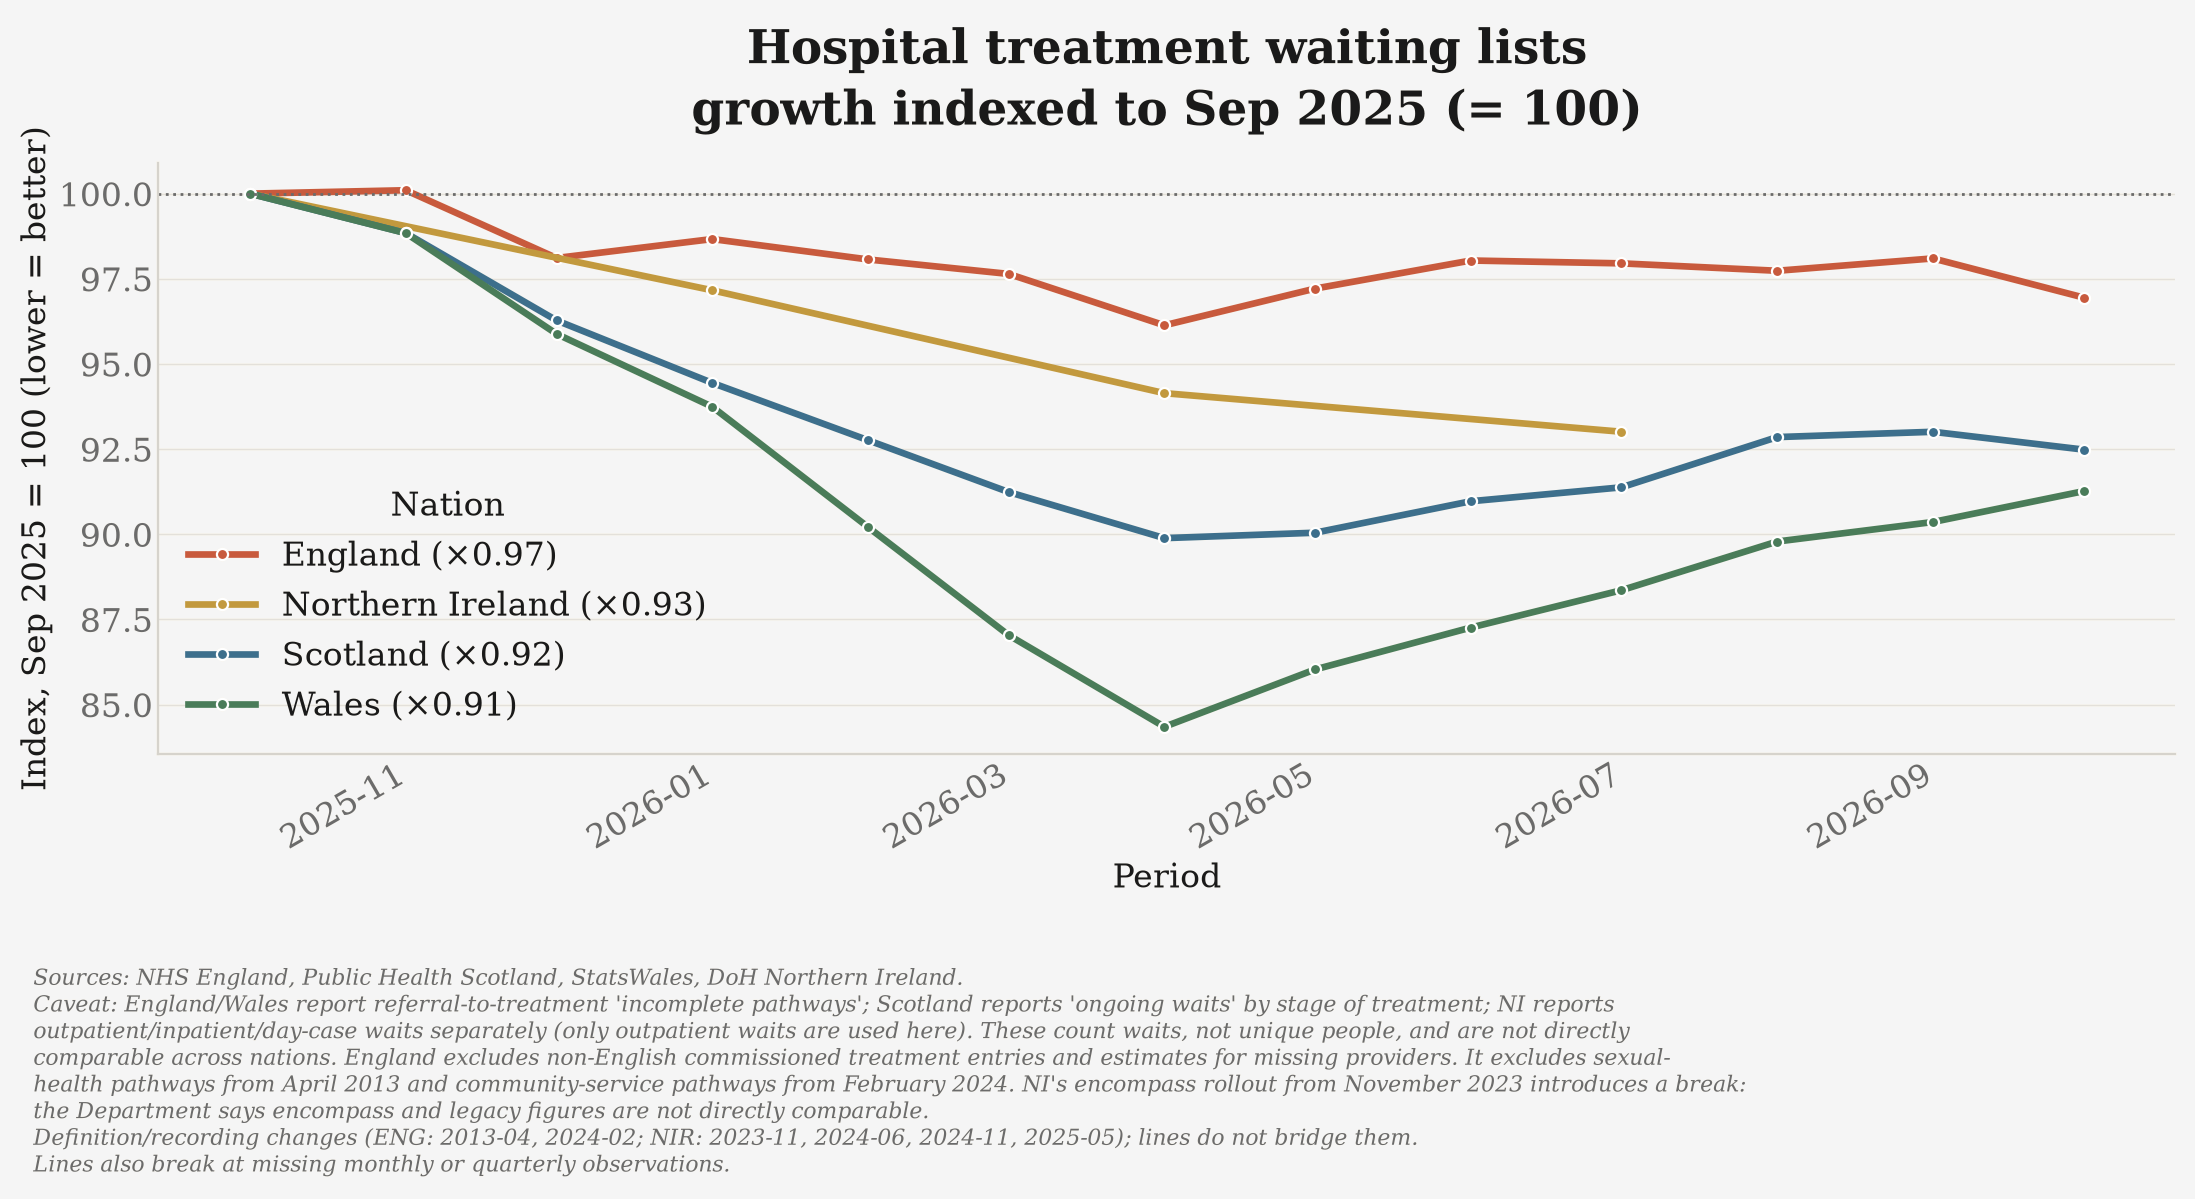 Hospital treatment waiting lists
growth indexed to Sep 2025 (= 100)
Index, Sep 2025 = 100 (lower = better)
100.0
97.5
95.0
92.5
90.0
87.5
85.0
Nation
England (×0.97)
Northern Ireland (×0.93)
Scotland (×0.92)
Wales (×0.91)
2025-11
2026-01
2026-03
2026-05
2026-07
2026-09
Period
Sources: NHS England, Public Health Scotland, StatsWales, DoH Northern Ireland.
Caveat: England/Wales report referral-to-treatment 'incomplete pathways'; Scotland reports 'ongoing waits' by stage of treatment; NI reports
outpatient/inpatient/day-case waits separately (only outpatient waits are used here). These count waits, not unique people, and are not directly
comparable across nations. England excludes non-English commissioned treatment entries and estimates for missing providers. It excludes sexual-
health pathways from April 2013 and community-service pathways from February 2024. NI's encompass rollout from November 2023 introduces a break:
the Department says encompass and legacy figures are not directly comparable.
Definition/recording changes (ENG: 2013-04, 2024-02; NIR: 2023-11, 2024-06, 2024-11, 2025-05); lines do not bridge them.
Lines also break at missing monthly or quarterly observations.